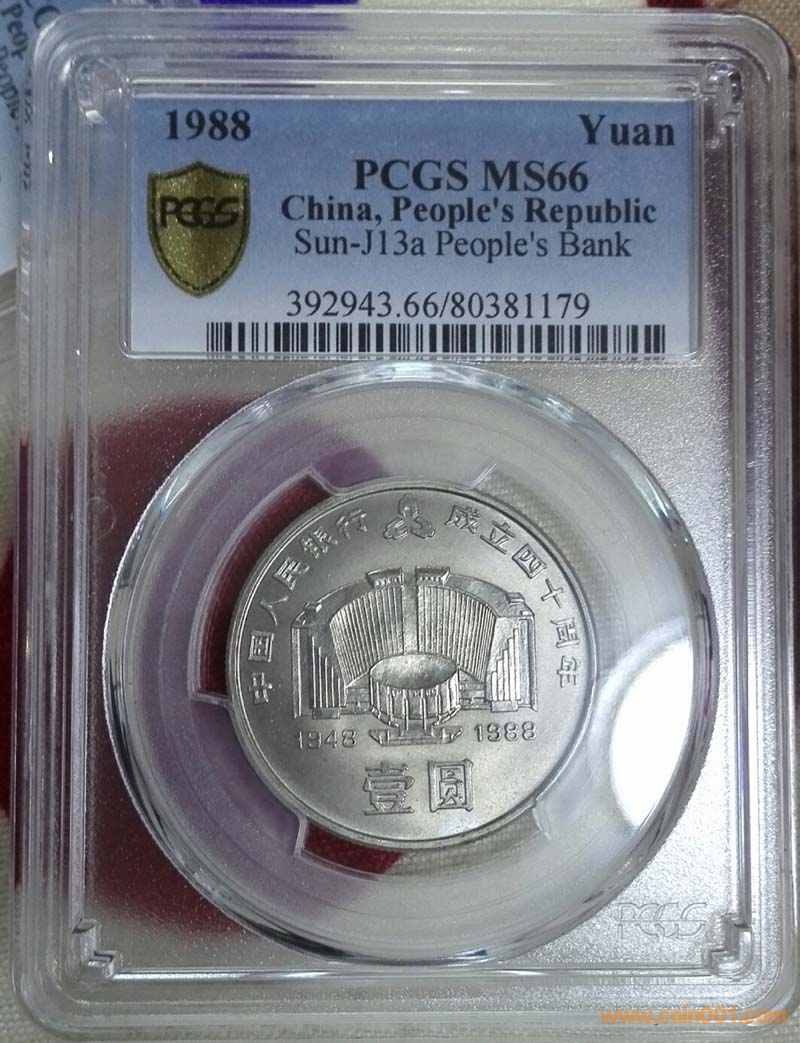 1988 Yuan
PCGS MS66
PCGS
China, People's Republic
Sun-J13a People's Bank
392943.66/80381179
中国人民银行 成立四十周年
1948 1988
壹圆
PCGS
www.coin001.com